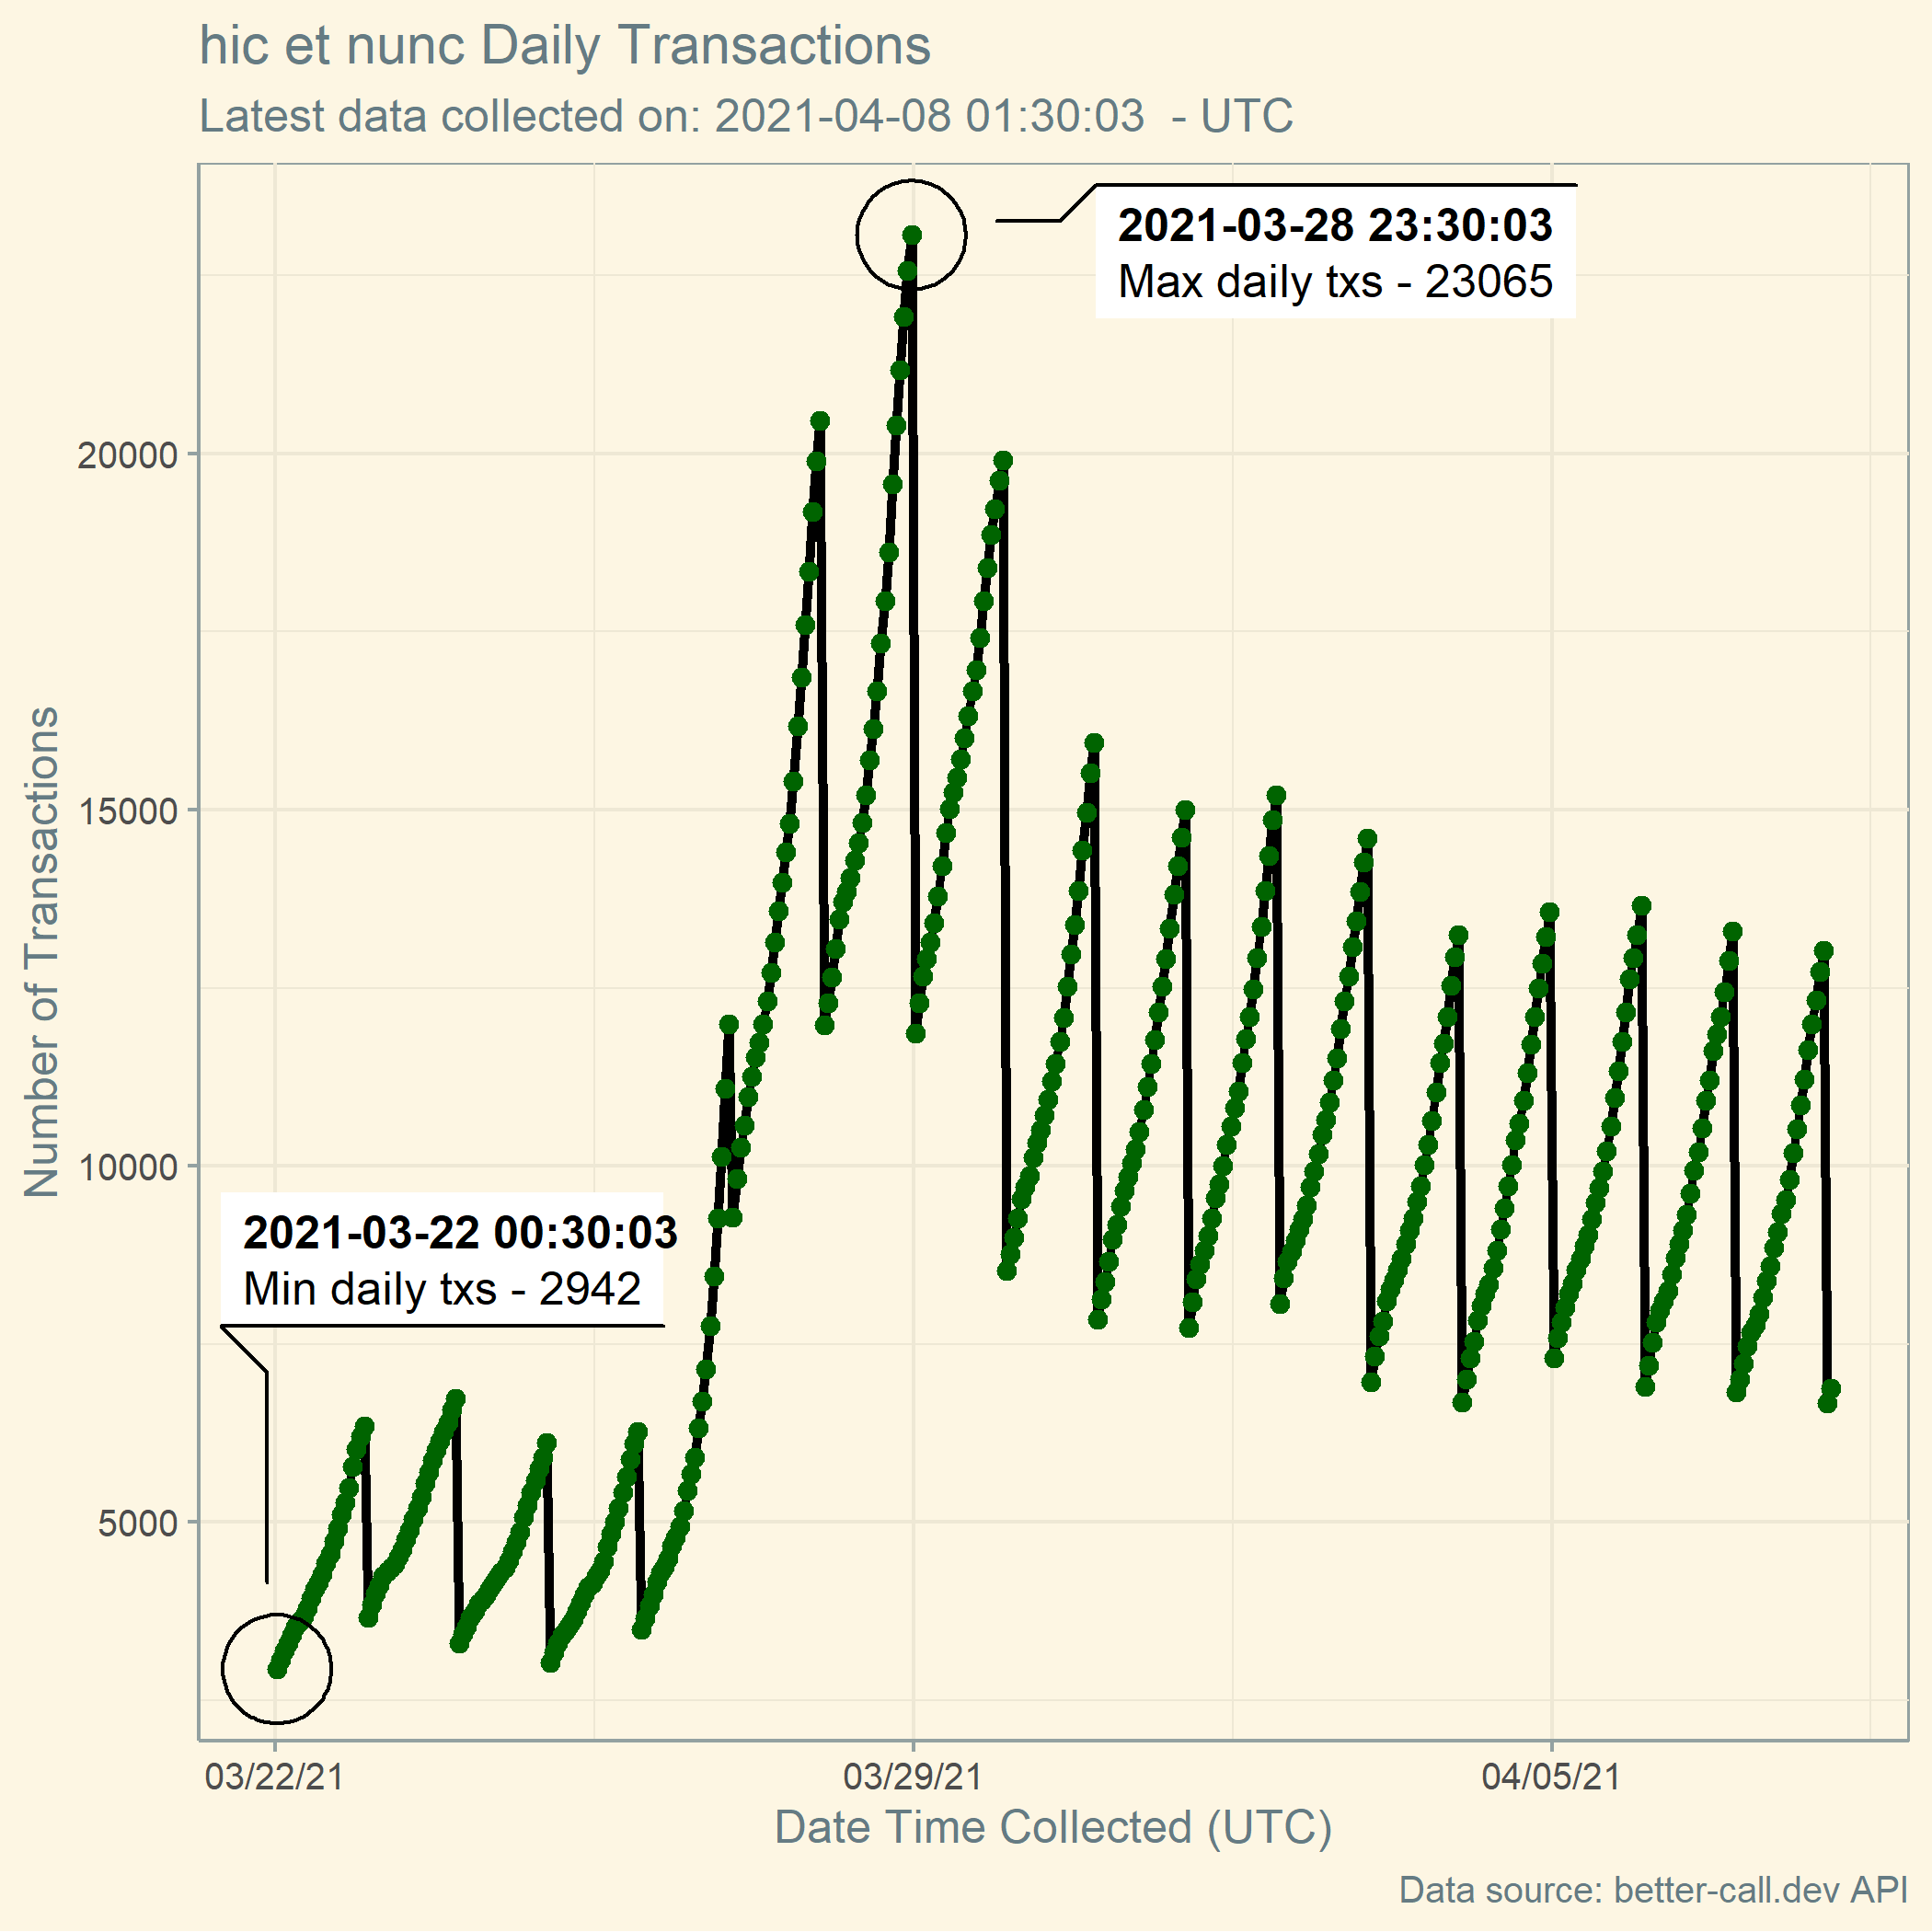 hic et nunc Daily Transactions
Latest data collected on: 2021-04-08 01:30:03  - UTC
2021-03-28 23:30:03
Max daily txs - 23065
20000
15000
10000
5000
Number of Transactions
2021-03-22 00:30:03
Min daily txs - 2942
03/22/21
03/29/21
04/05/21
Date Time Collected (UTC)
Data source: better-call.dev API